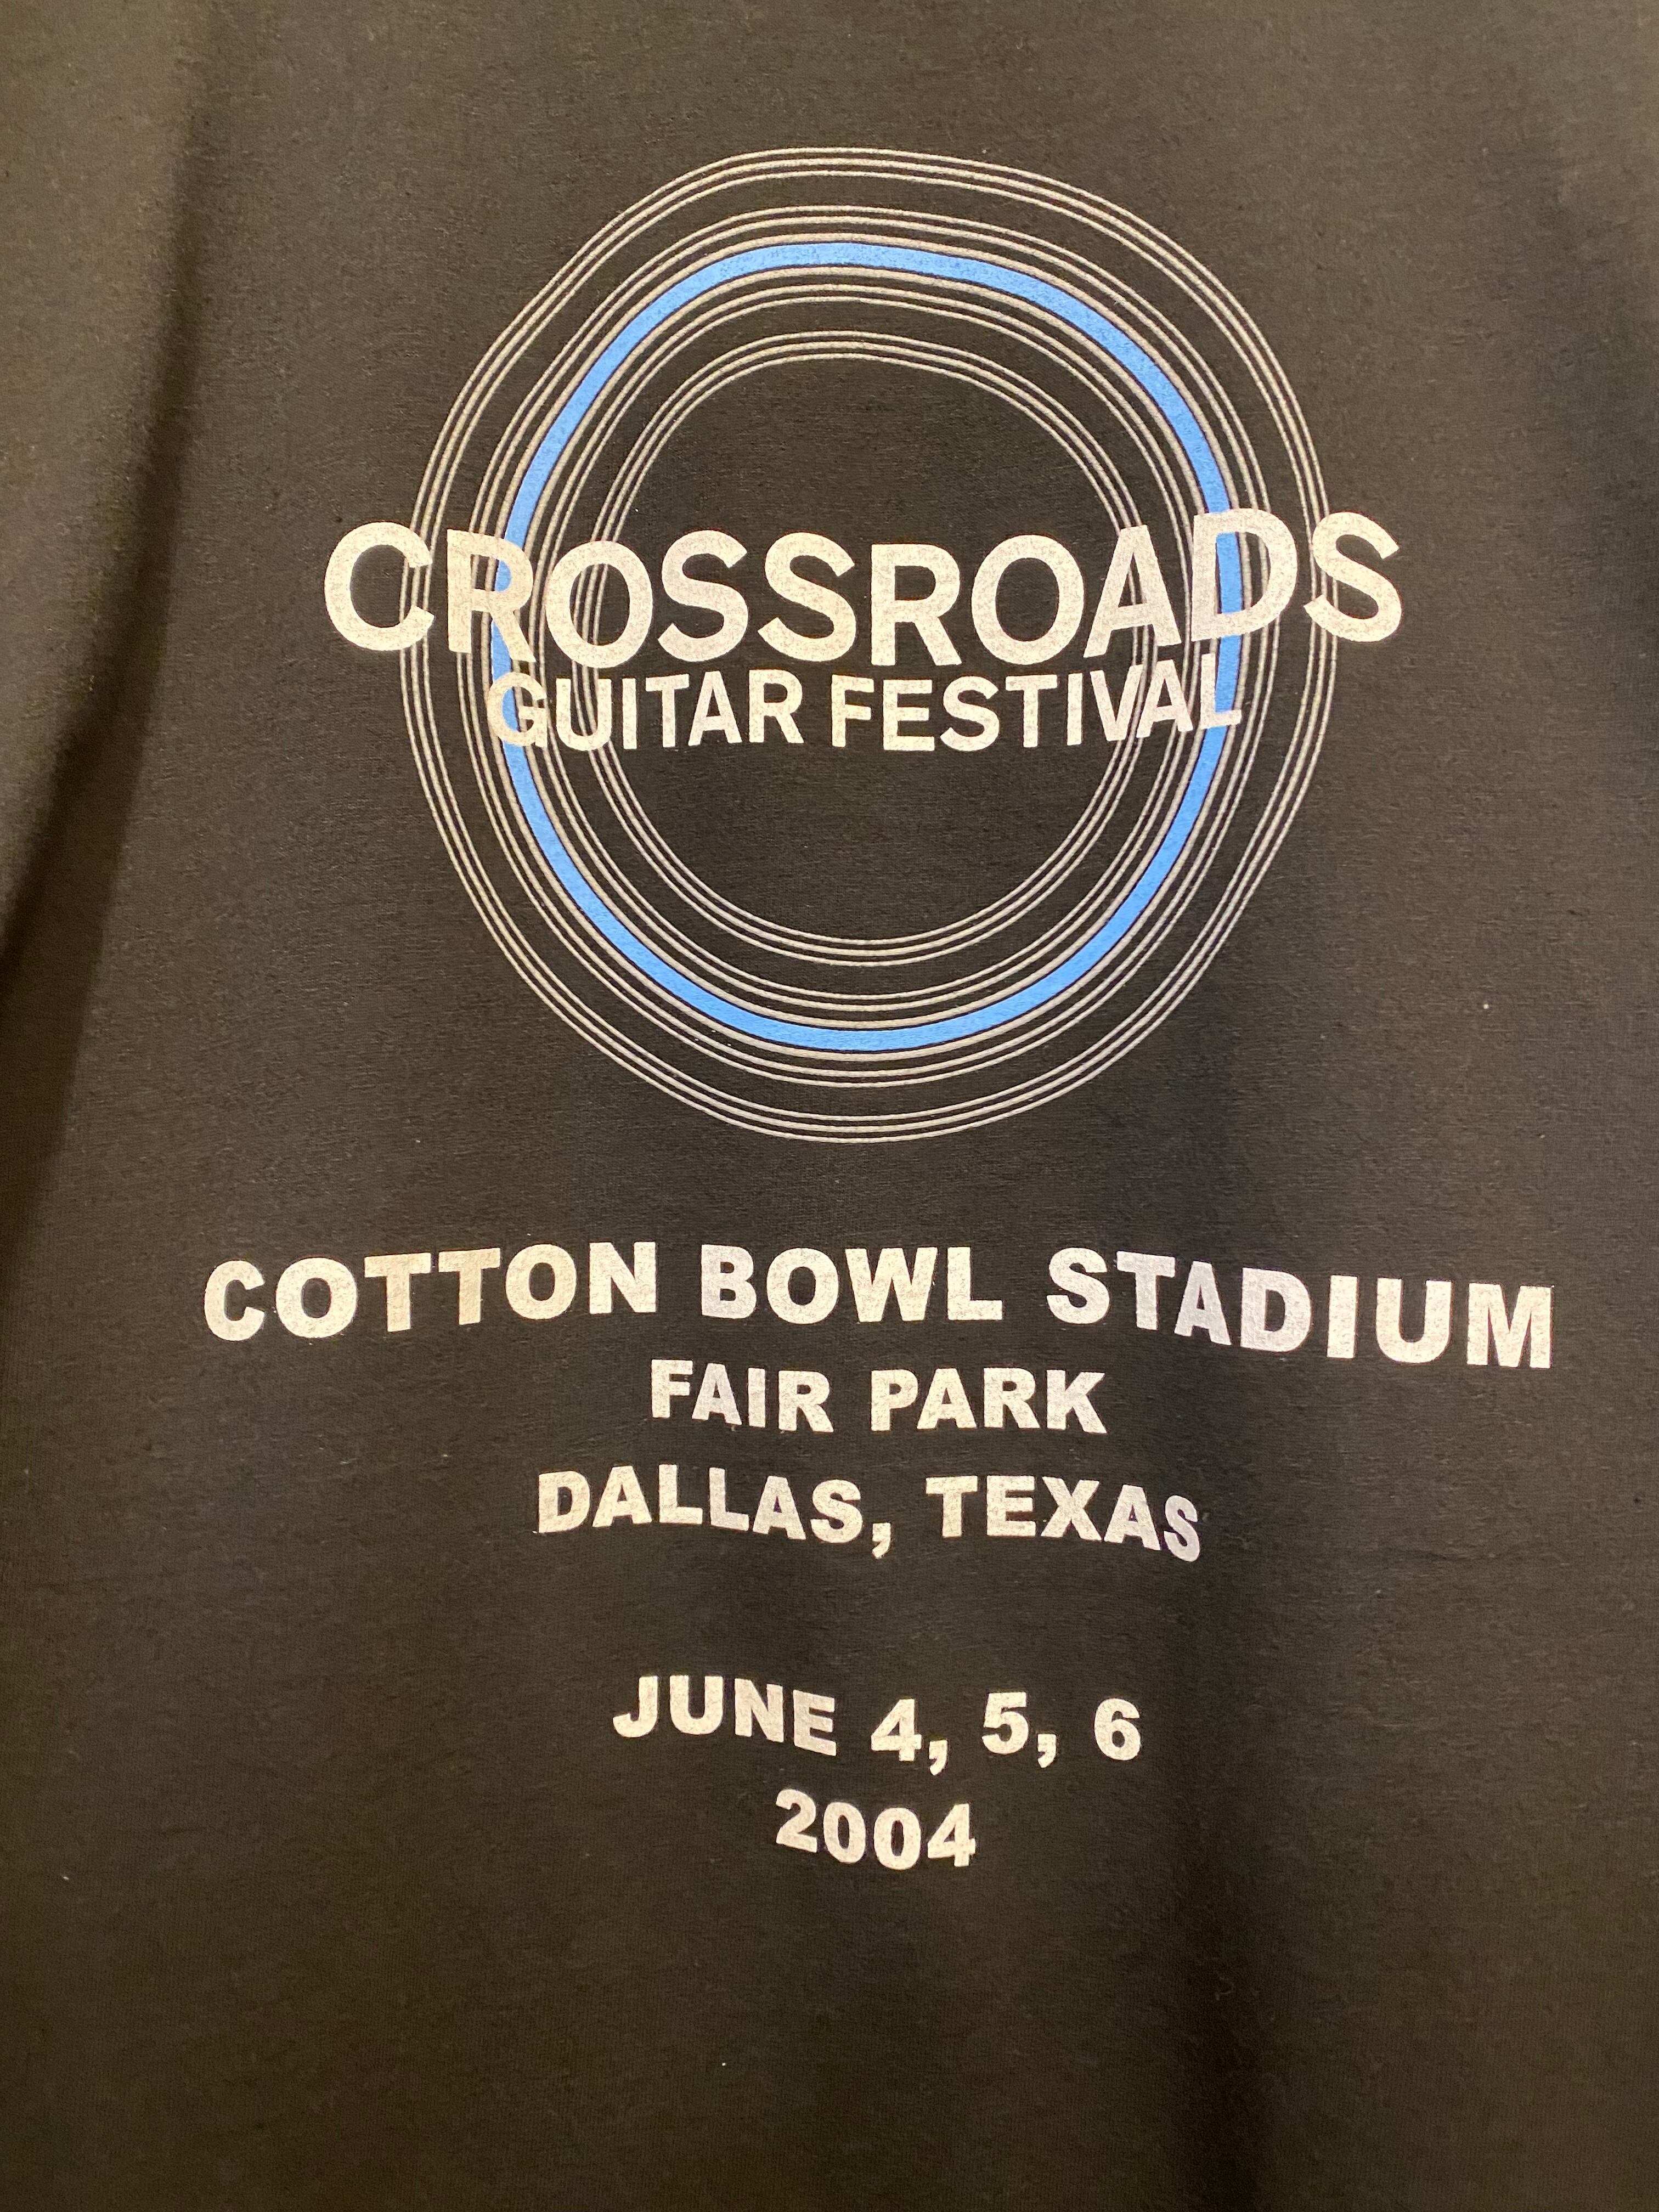 CROSSROADS
GUITAR FESTIVAL
COTTON BOWL STADIUM
FAIR PARK
DALLAS, TEXAS
JUNE 4, 5, 6
2004